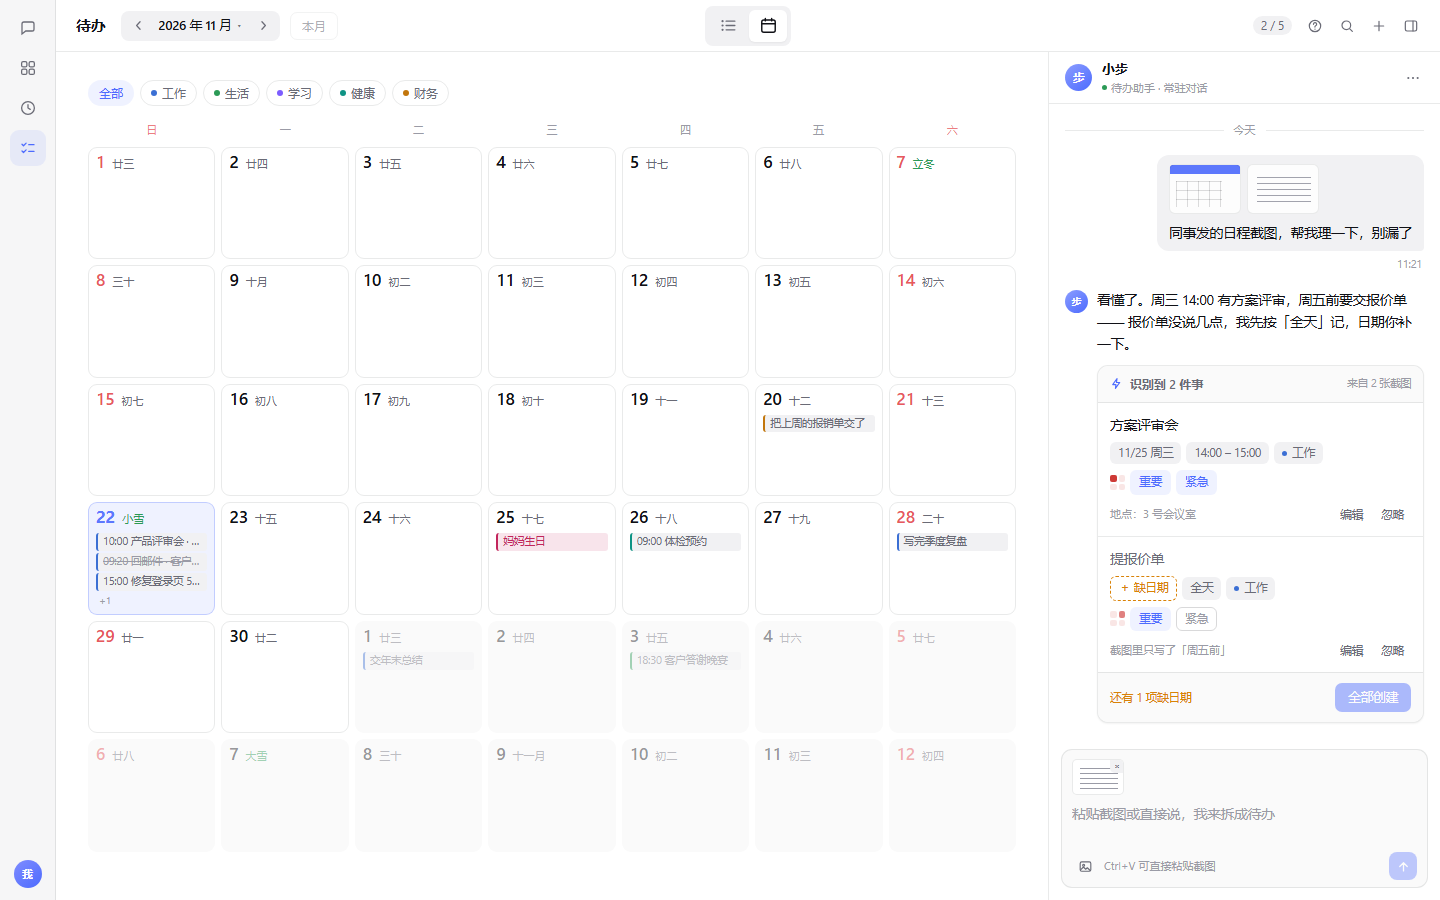 待办
2026 年 11 月
本月
2 / 5
全部
工作
生活
学习
健康
财务
日 一 二 三 四 五 六
1 廿三
2 廿四
3 廿五
4 廿六
5 廿七
6 廿八
7 立冬
8 三十
9 十月
10 初二
11 初三
12 初四
13 初五
14 初六
15 初七
16 初八
17 初九
18 初十
19 十一
20 十二
把上周的报销单交了
21 十三
22 小雪
10:00 产品评审会 · ...
09:20 回邮件 · 客户...
15:00 修复登录页 5...
+1
23 十五
24 十六
25 十七
妈妈生日
26 十八
09:00 体检预约
27 十九
28 二十
写完季度复盘
29 廿一
30 廿二
1 廿三
交年末总结
2 廿四
3 廿五
18:30 客户答谢晚宴
4 廿六
5 廿七
6 廿八
7 大雪
8 三十
9 十一月
10 初二
11 初三
12 初四
我
步
小步
待办助手 · 常驻对话
今天
同事发的日程截图，帮我理一下，别漏了
11:21
步
看懂了。周三 14:00 有方案评审，周五前要交报价单
—— 报价单没说几点，我先按「全天」记，日期你补
一下。
识别到 2 件事
来自 2 张截图
方案评审会
11/25 周三
14:00 – 15:00
工作
重要
紧急
地点：3 号会议室
编辑
忽略
提报价单
+ 缺日期
全天
工作
重要
紧急
截图里只写了「周五前」
编辑
忽略
还有 1 项缺日期
全部创建
粘贴截图或直接说，我来拆成待办
Ctrl+V 可直接粘贴截图